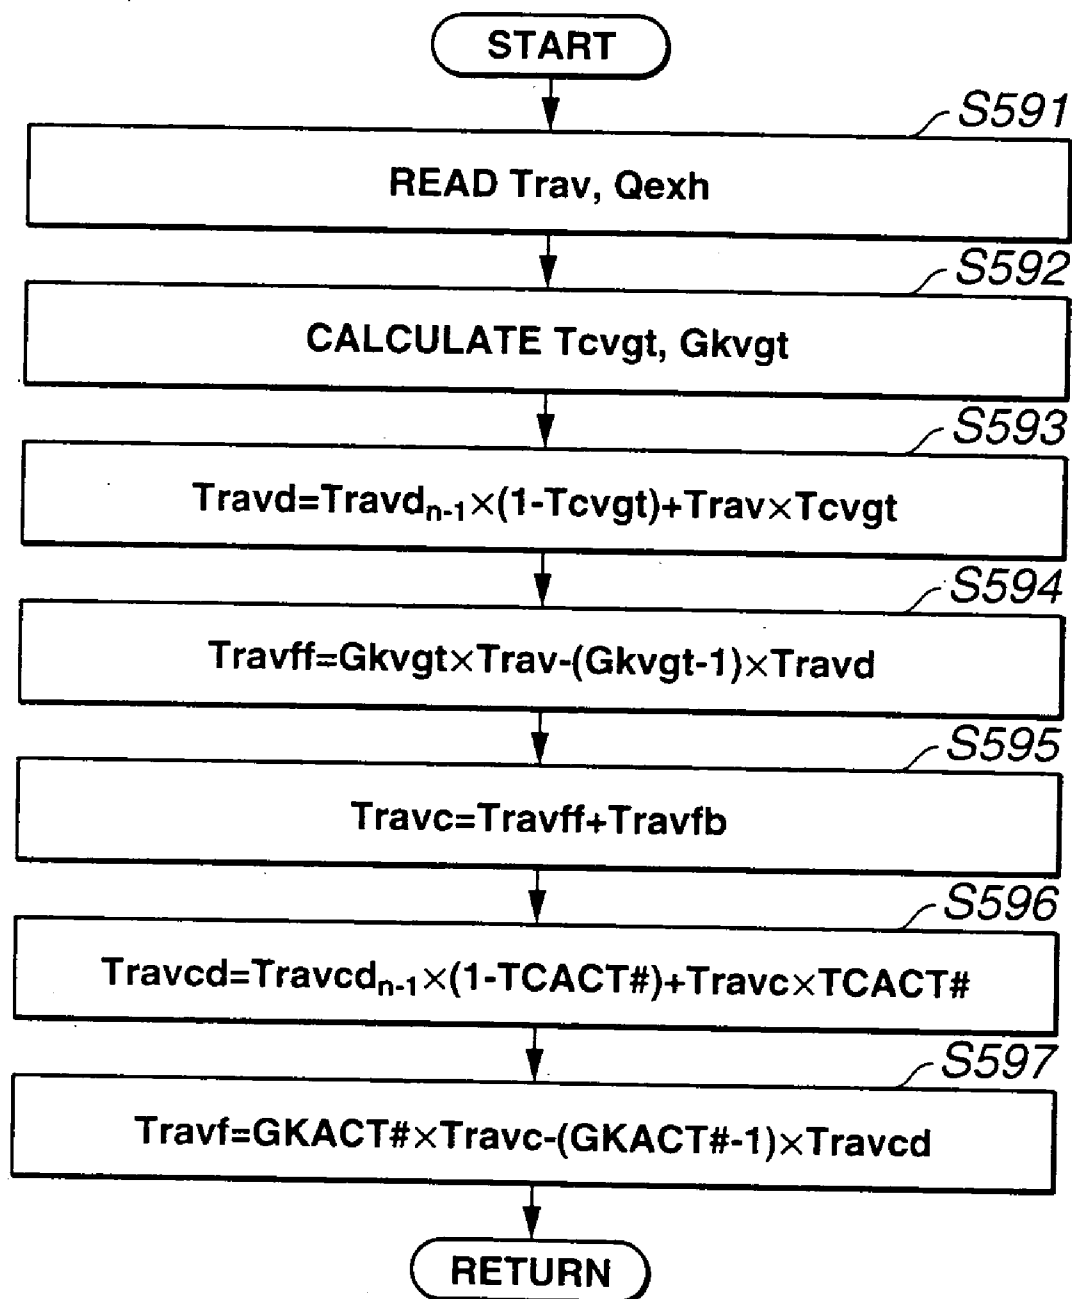 START
S591
READ Trav, Qexh
S592
CALCULATE Tcvgt, Gkvgt
S593
Travd=Travdn-1×(1-Tcvgt)+Trav×Tcvgt
S594
Travff=Gkvgt×Trav-(Gkvgt-1)×Travd
S595
Travc=Travff+Travfb
S596
Travcd=Travcdn-1×(1-TCACT#)+Travc×TCACT#
S597
Travf=GKACT#×Travc-(GKACT#-1)×Travcd
RETURN